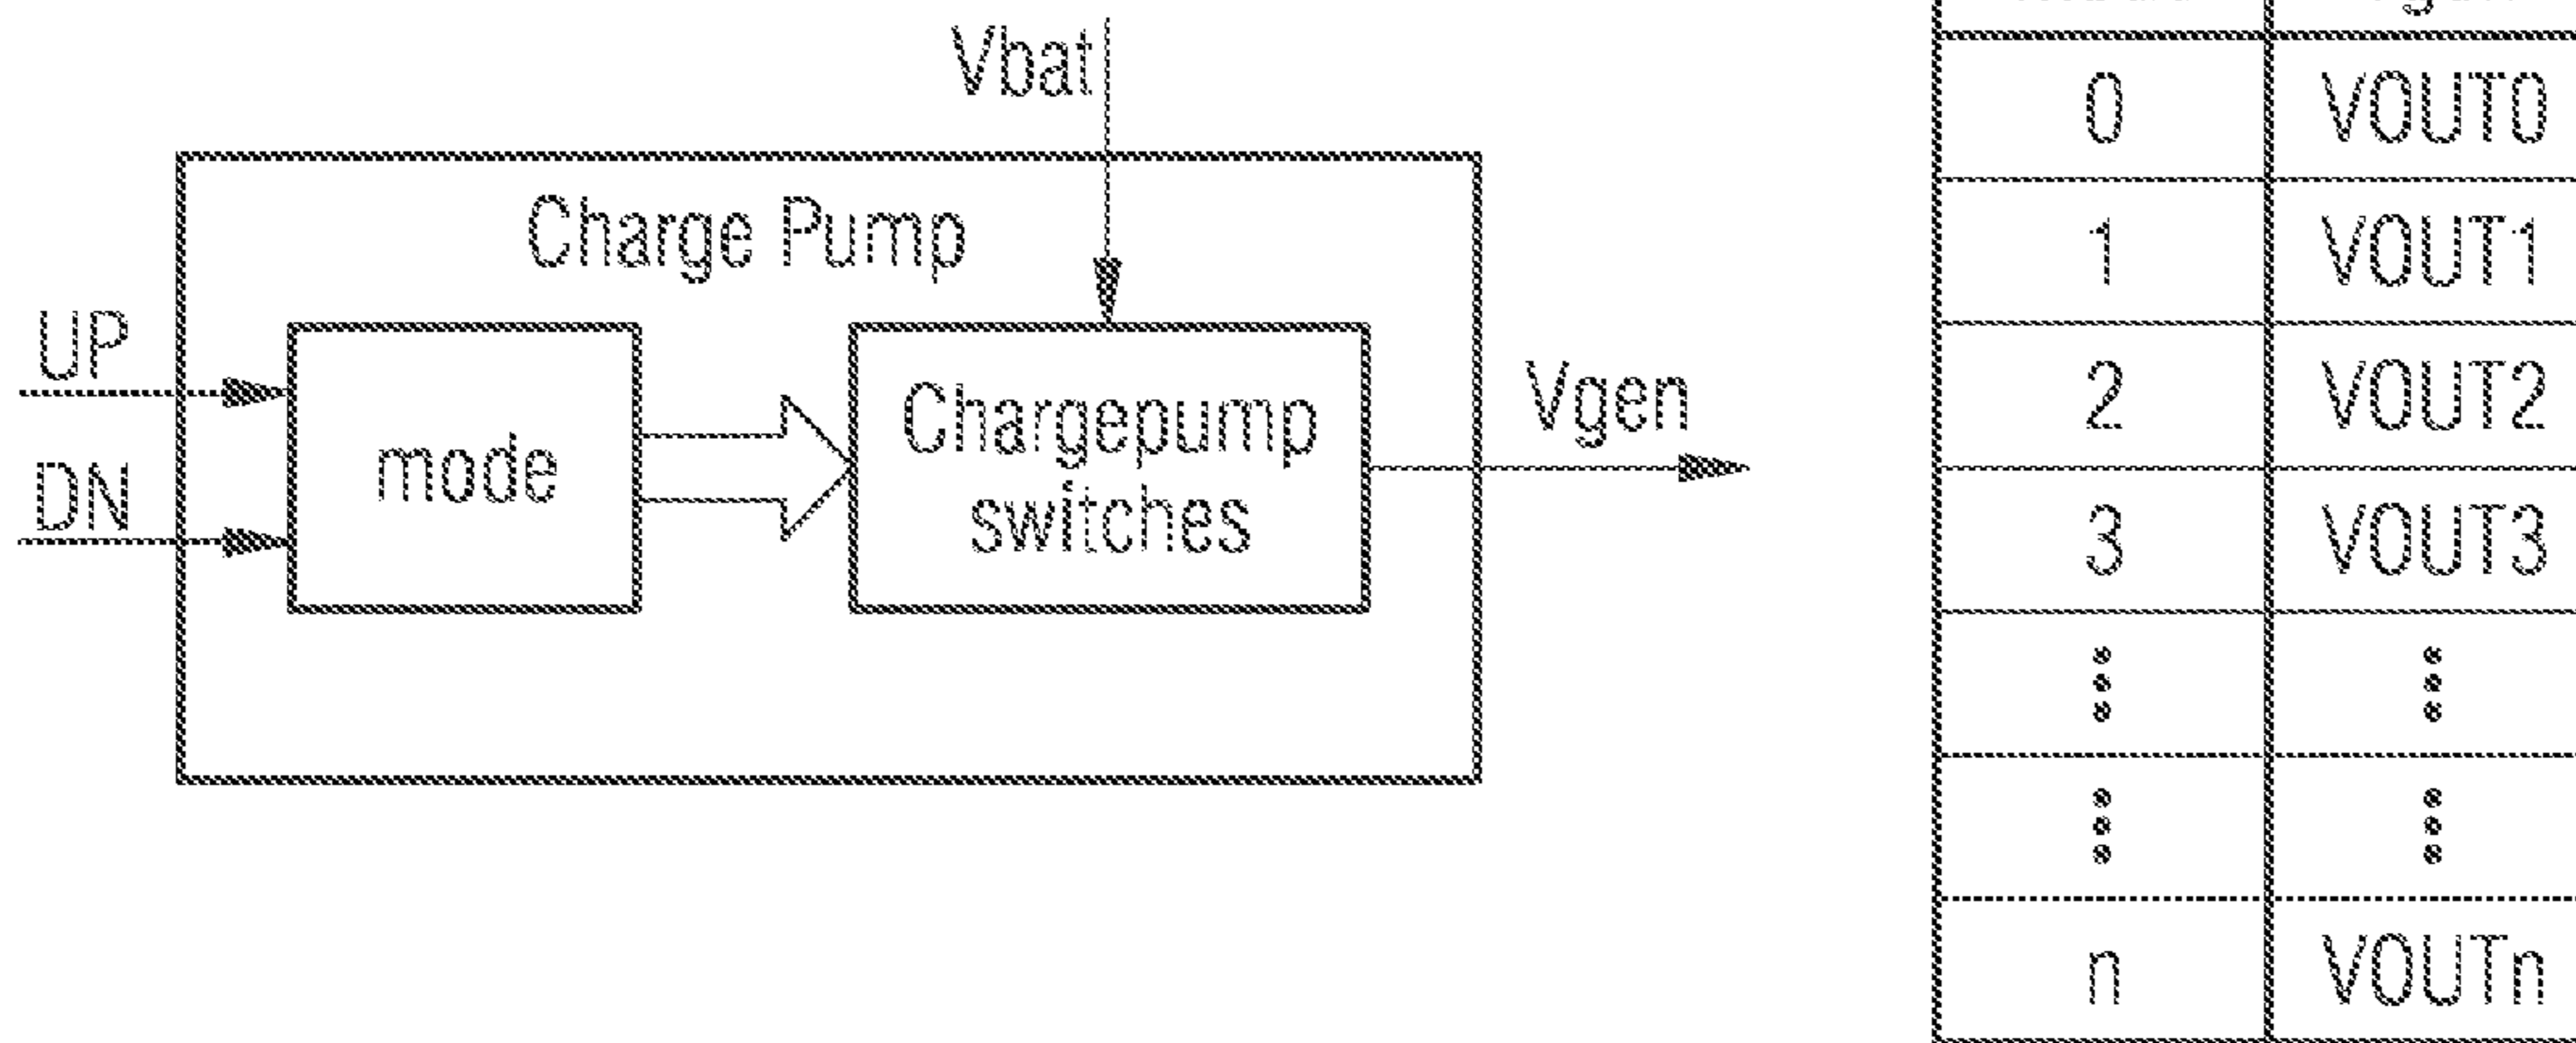 Vbat
Charge Pump
UP
DN
mode
Chargepump
switches
Vgen
0 VOUT0
1 VOUT1
2 VOUT2
3 VOUT3
n VOUTn